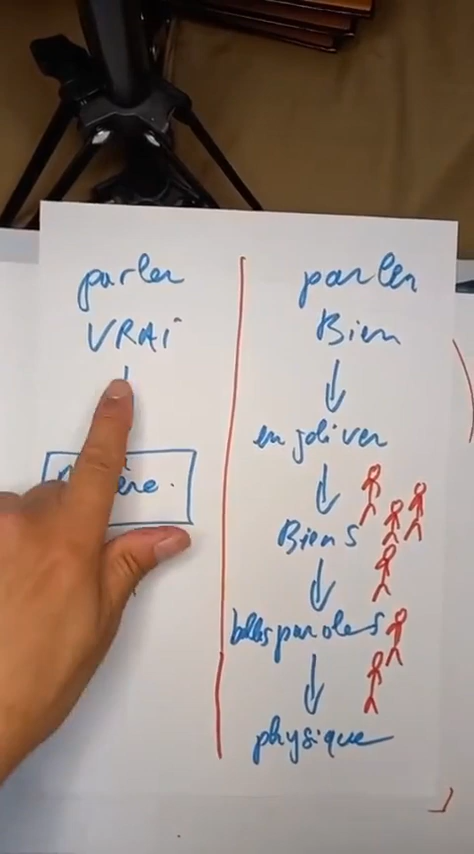 parler
VRAi
parler
Bien
enjoliver
Biens
belles paroles
physique